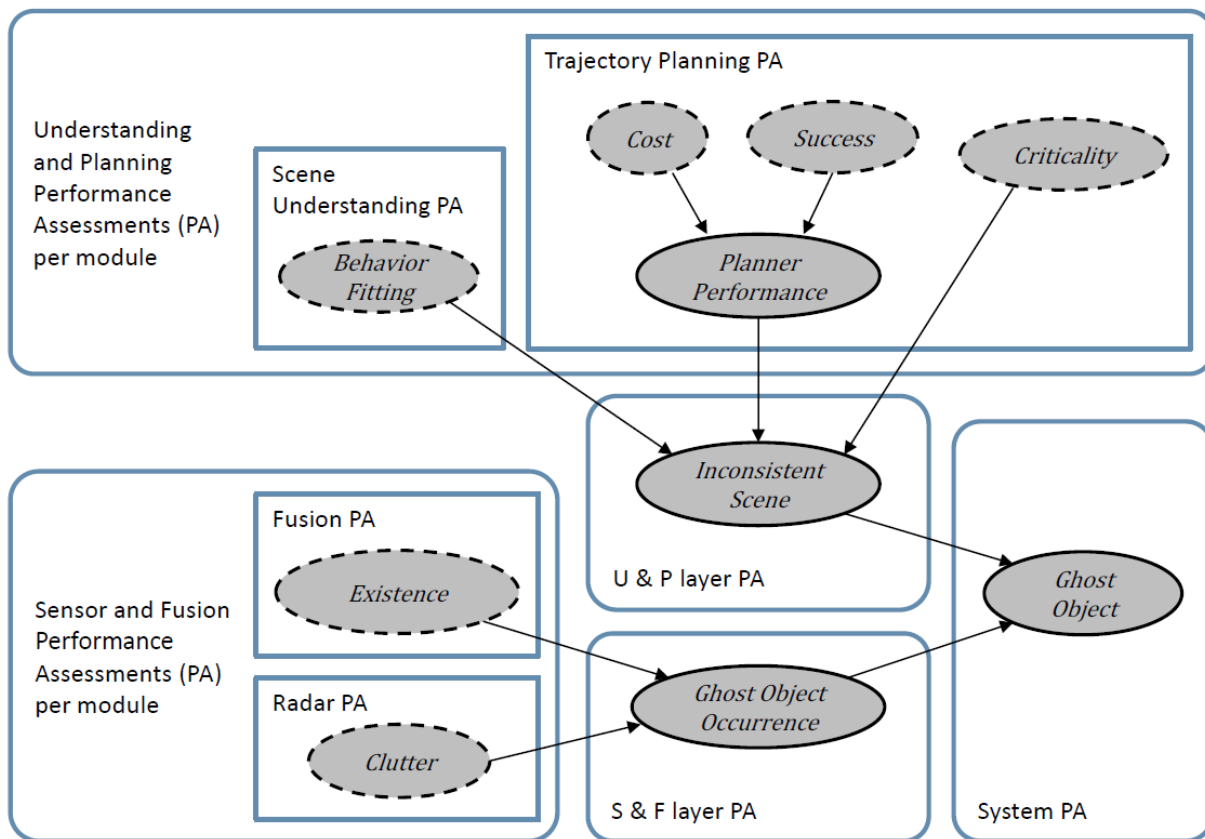 Understanding
and Planning
Performance
Assessments (PA)
per module
Scene
Understanding PA
Behavior
Fitting
Trajectory Planning PA
Cost
Success
Criticality
Planner
Performance
Inconsistent
Scene
U & P layer PA
Sensor and Fusion
Performance
Assessments (PA)
per module
Fusion PA
Existence
Radar PA
Clutter
Ghost Object
Occurrence
S & F layer PA
Ghost
Object
System PA